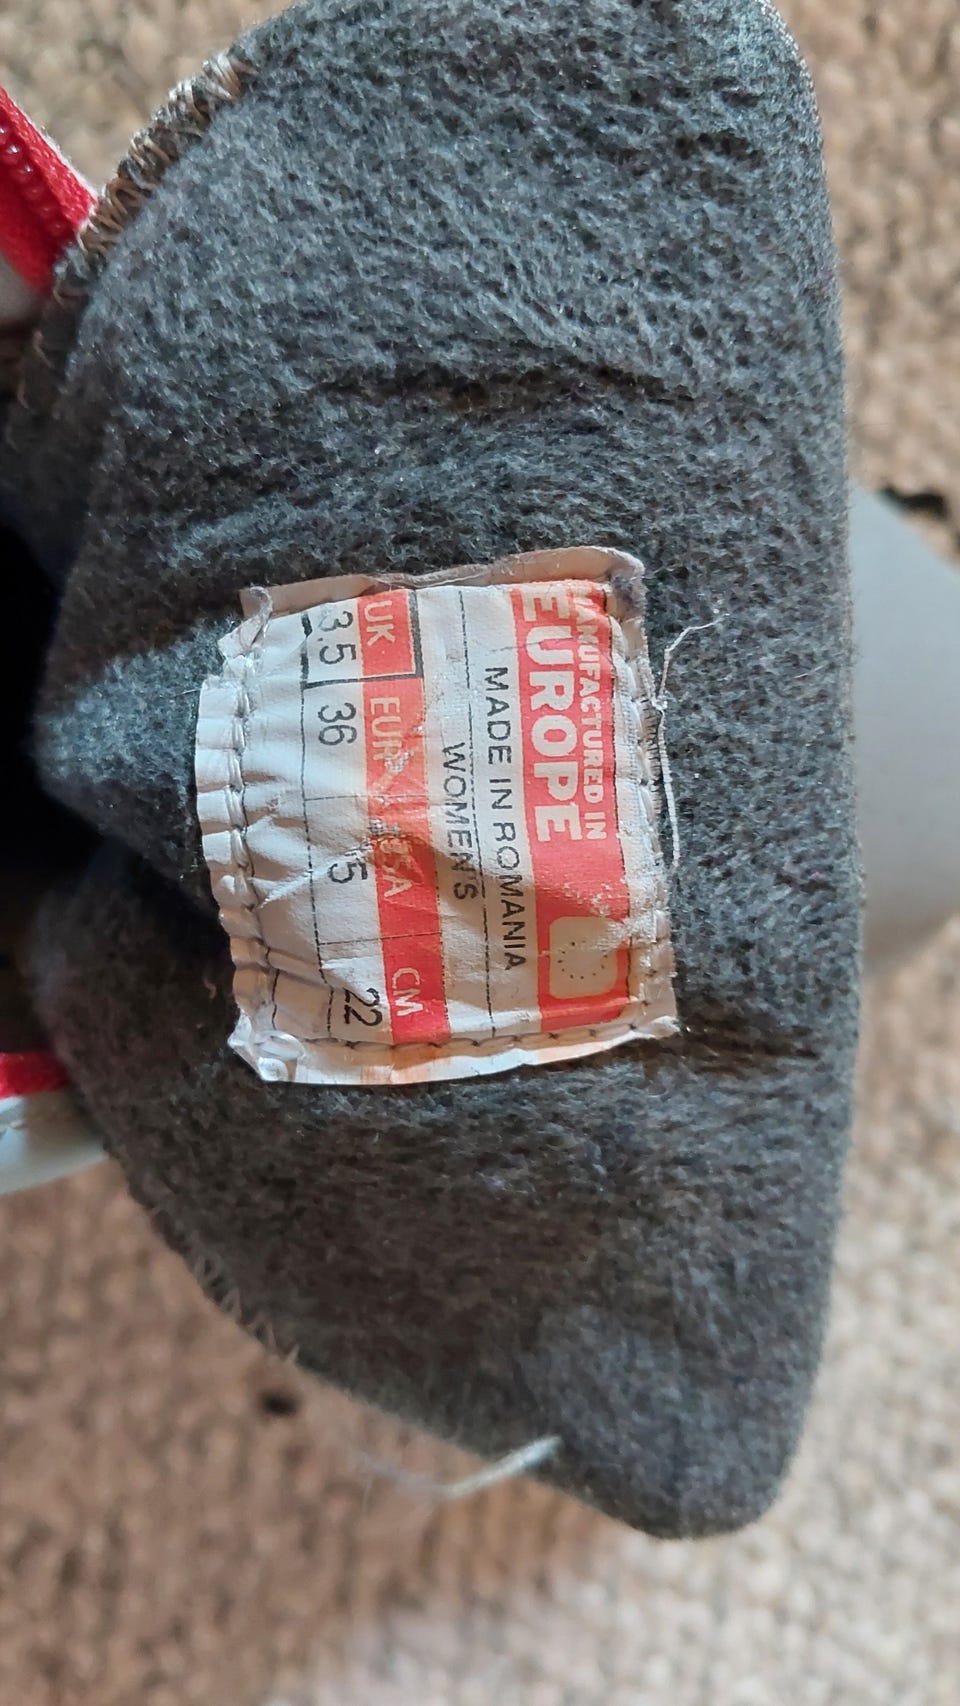 MANUFACTURED IN
EUROPE
MADE IN ROMANIA
WOMEN'S
UK EUR USA CM
3.5 36 5 22